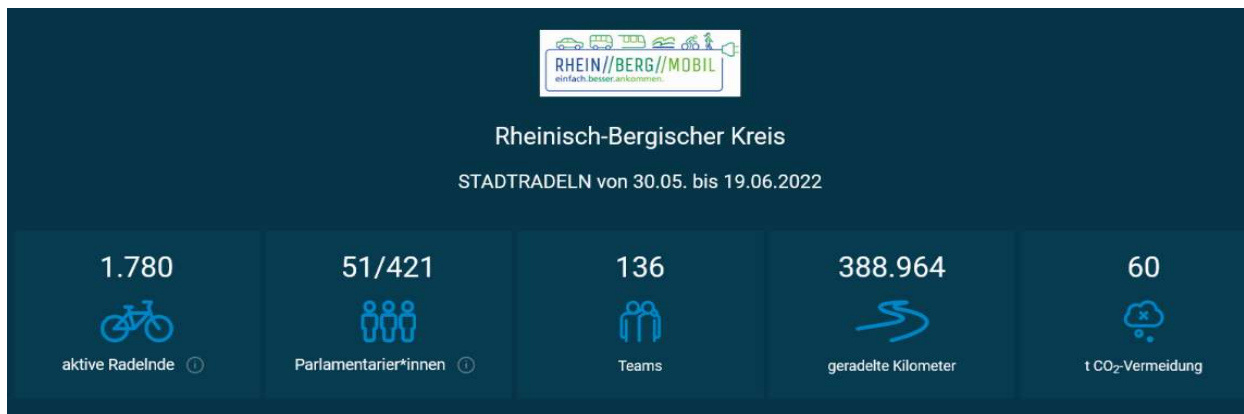 RHEIN//BERG//MOBIL
einfach.besser.ankommen.
Rheinisch-Bergischer Kreis
STADTRADELN von 30.05. bis 19.06.2022
1.780
51/421
136
388.964
60
aktive Radelnde
Parlamentarier*innen
Teams
geradelte Kilometer
t CO₂-Vermeidung